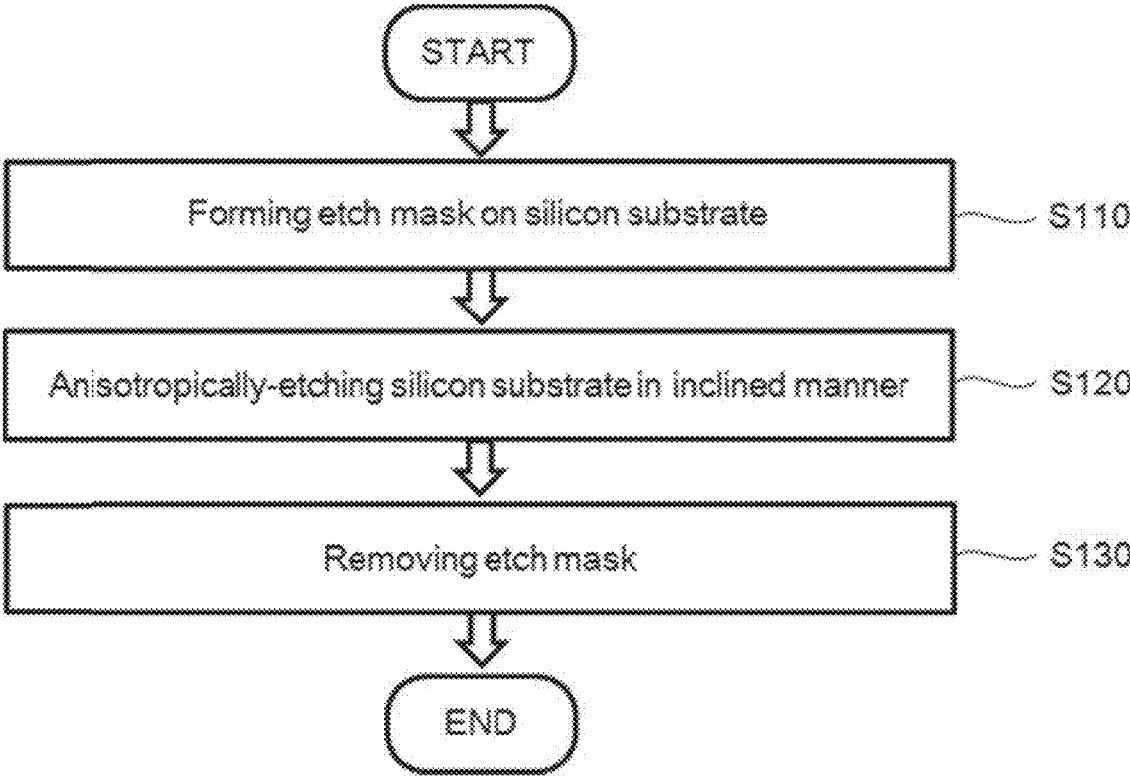 START
Forming etch mask on silicon substrate
S110
Anisotropically-etching silicon substrate in inclined manner
S120
Removing etch mask
S130
END